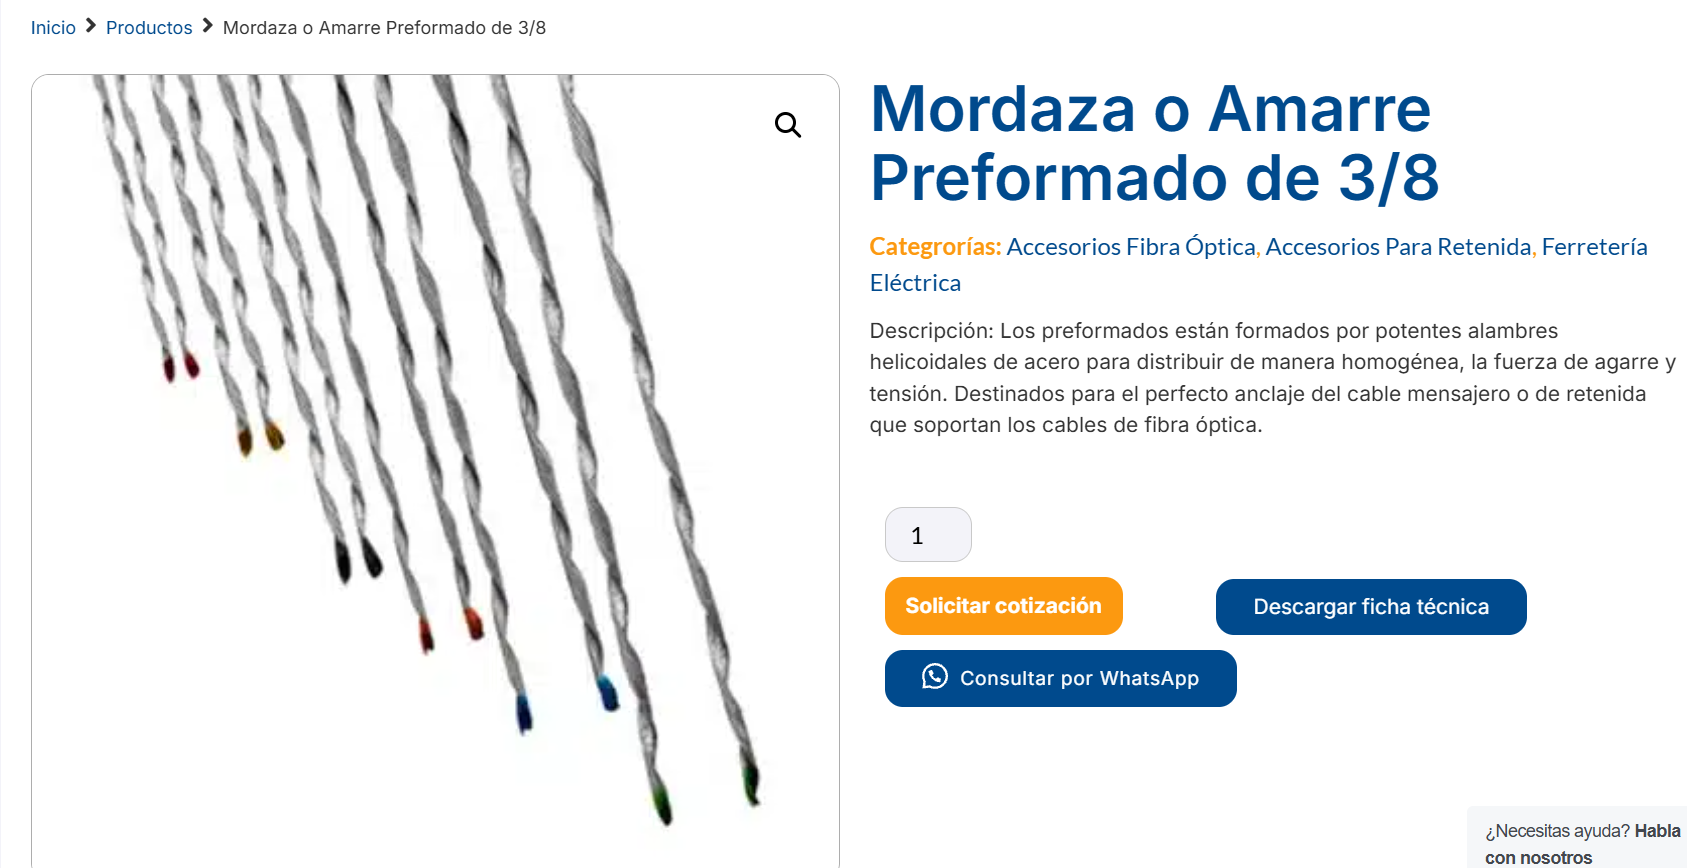 Inicio > Productos > Mordaza o Amarre Preformado de 3/8
Mordaza o Amarre
Preformado de 3/8
Categrorías: Accesorios Fibra Óptica, Accesorios Para Retenida, Ferretería
Eléctrica
Descripción: Los preformados están formados por potentes alambres
helicoidales de acero para distribuir de manera homogénea, la fuerza de agarre y
tensión. Destinados para el perfecto anclaje del cable mensajero o de retenida
que soportan los cables de fibra óptica.
1
Solicitar cotización
Descargar ficha técnica
Consultar por WhatsApp
¿Necesitas ayuda? Habla
con nosotros